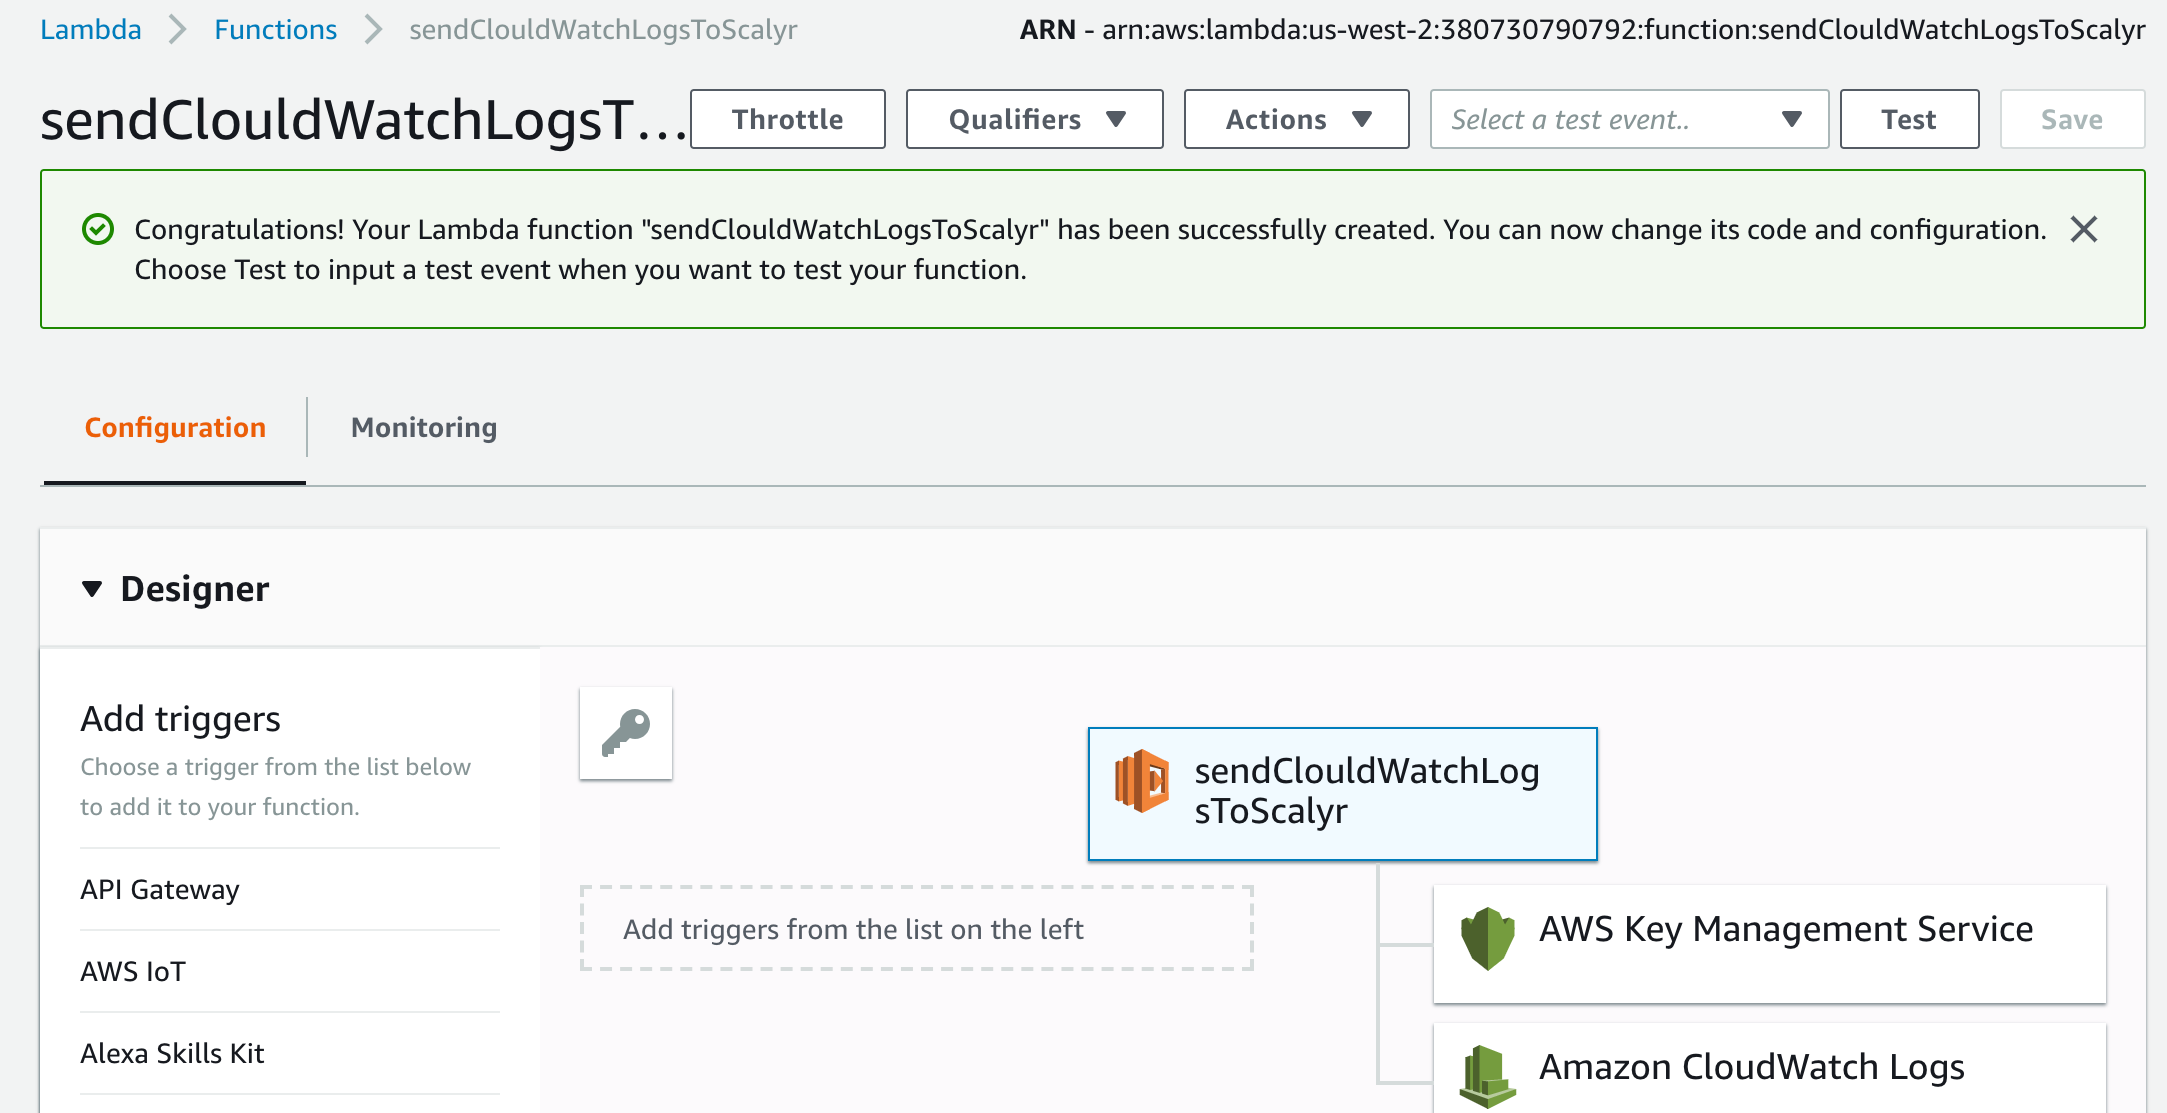 Lambda Functions sendClouldWatchLogsToScalyr
ARN - arn:aws:lambda:us-west-2:380730790792:function:sendClouldWatchLogsToScalyr
sendClouldWatchLogsT... Throttle Qualifiers Actions Select a test event.. Test Save
Congratulations! Your Lambda function "sendClouldWatchLogsToScalyr" has been successfully created. You can now change its code and configuration.
Choose Test to input a test event when you want to test your function.
Configuration Monitoring
Designer
Add triggers
Choose a trigger from the list below
to add it to your function.
API Gateway
AWS IoT
Alexa Skills Kit
sendClouldWatchLog
sToScalyr
Add triggers from the list on the left
AWS Key Management Service
Amazon CloudWatch Logs